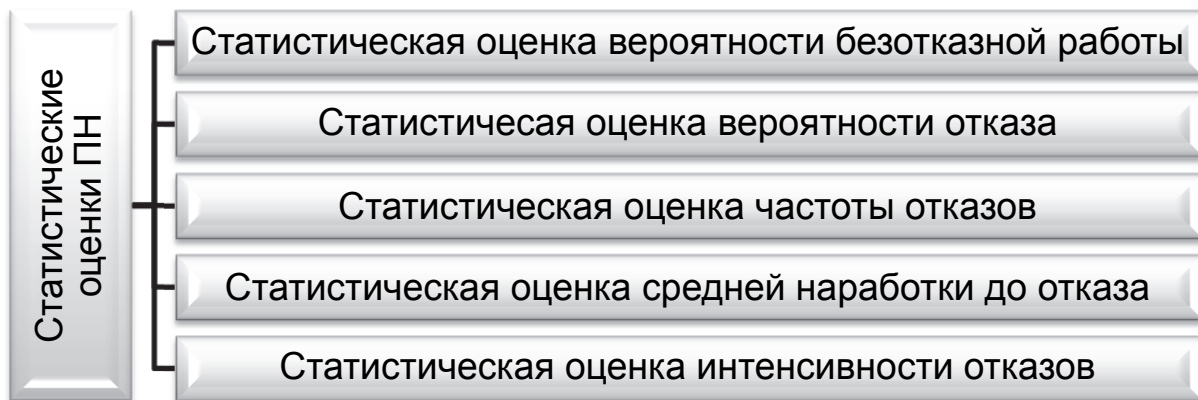 Статистические
оценки ПН
Статистическая оценка вероятности безотказной работы
Статистичесая оценка вероятности отказа
Статистическая оценка частоты отказов
Статистическая оценка средней наработки до отказа
Статистическая оценка интенсивности отказов